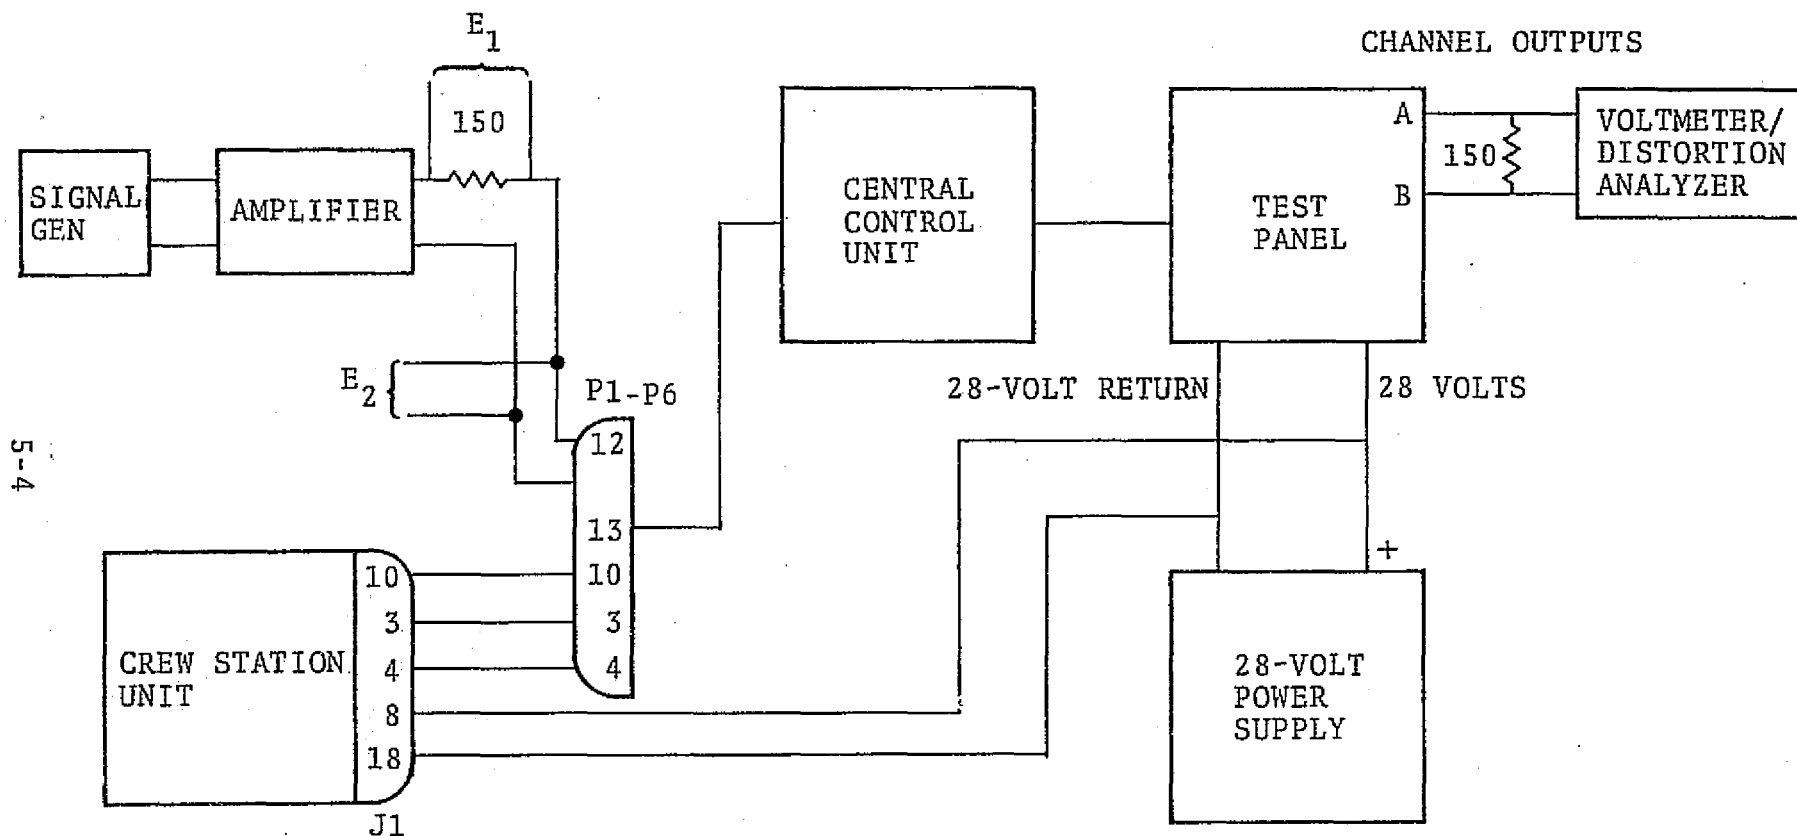 E1
CHANNEL OUTPUTS
150
SIGNAL
GEN
AMPLIFIER
CENTRAL
CONTROL
UNIT
A
B
TEST
PANEL
150
VOLTMETER/
DISTORTION
ANALYZER
E2
P1-P6
28-VOLT RETURN
28 VOLTS
12
13
10
3
4
5-4
CREW STATION
UNIT
10
3
4
8
18
J1
+
28-VOLT
POWER
SUPPLY